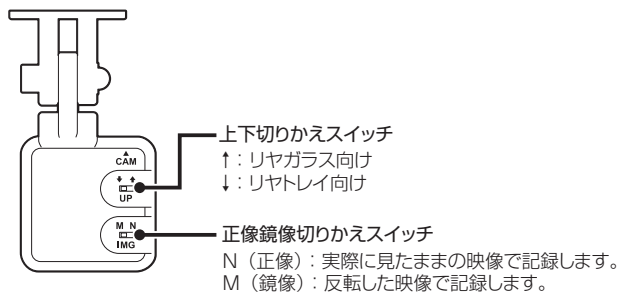 上下切りかえスイッチ
↑：リヤガラス向け
↓：リヤトレイ向け
▲
CAM
↓ ↑
UP
M N
IMG
正像鏡像切りかえスイッチ
N（正像）：実際に見たままの映像で記録します。
M（鏡像）：反転した映像で記録します。